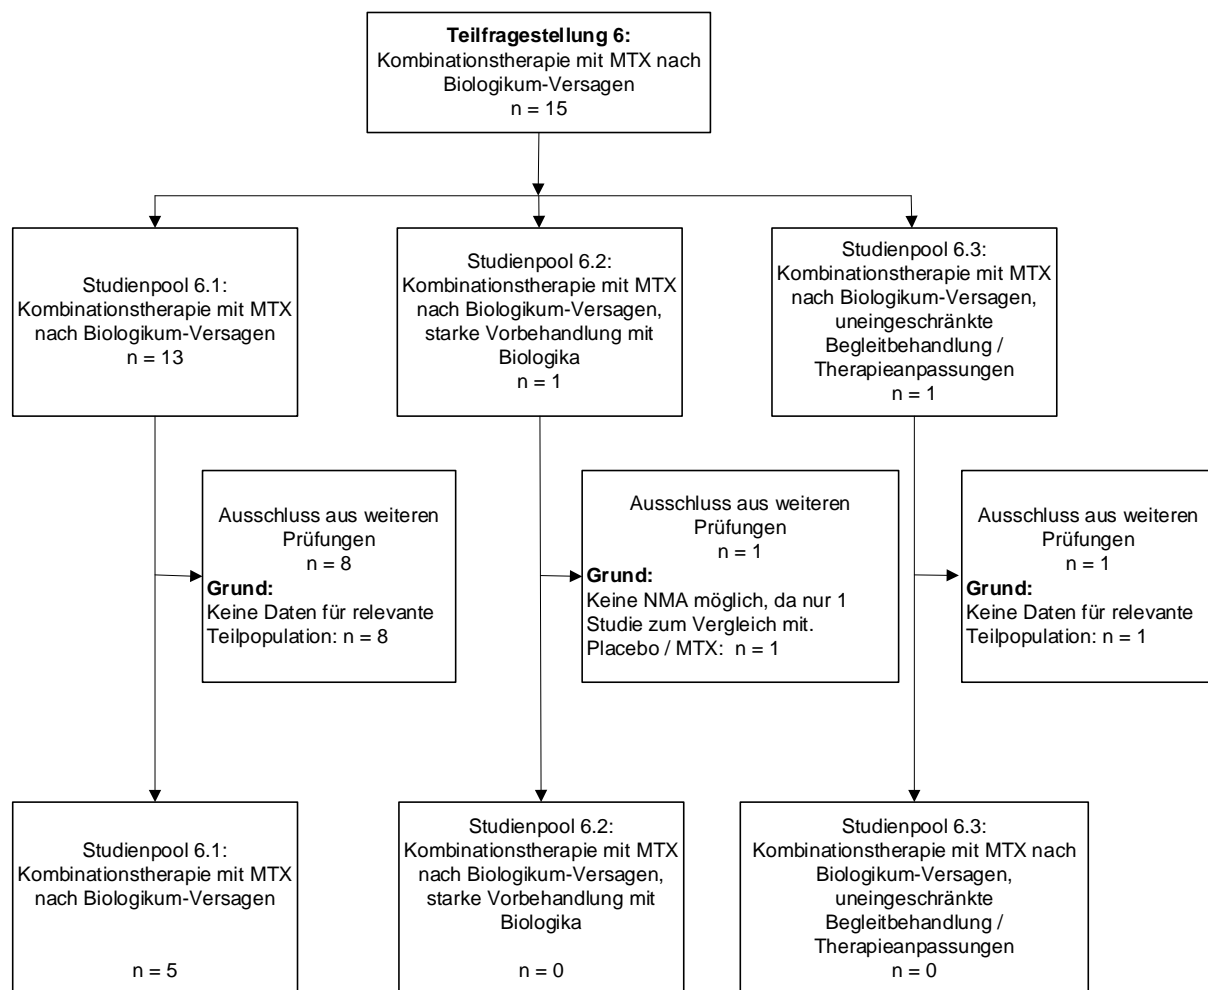 Teilfragestellung 6:
Kombinationstherapie mit MTX nach
Biologikum-Versagen
n = 15
Studienpool 6.1:
Kombinationstherapie mit MTX
nach Biologikum-Versagen
n = 13
Studienpool 6.2:
Kombinationstherapie mit MTX
nach Biologikum-Versagen,
starke Vorbehandlung mit
Biologika
n = 1
Studienpool 6.3:
Kombinationstherapie mit MTX
nach Biologikum-Versagen,
uneingeschränkte
Begleitbehandlung /
Therapieanpassungen
n = 1
Ausschluss aus weiteren
Prüfungen
n = 8
Grund:
Keine Daten für relevante
Teilpopulation: n = 8
Ausschluss aus weiteren
Prüfungen
n = 1
Grund:
Keine NMA möglich, da nur 1
Studie zum Vergleich mit.
Placebo / MTX:  n = 1
Ausschluss aus weiteren
Prüfungen
n = 1
Grund:
Keine Daten für relevante
Teilpopulation: n = 1
Studienpool 6.1:
Kombinationstherapie mit MTX
nach Biologikum-Versagen
n = 5
Studienpool 6.2:
Kombinationstherapie mit MTX
nach Biologikum-Versagen,
starke Vorbehandlung mit
Biologika
n = 0
Studienpool 6.3:
Kombinationstherapie mit MTX nach
Biologikum-Versagen,
uneingeschränkte
Begleitbehandlung /
Therapieanpassungen
n = 0